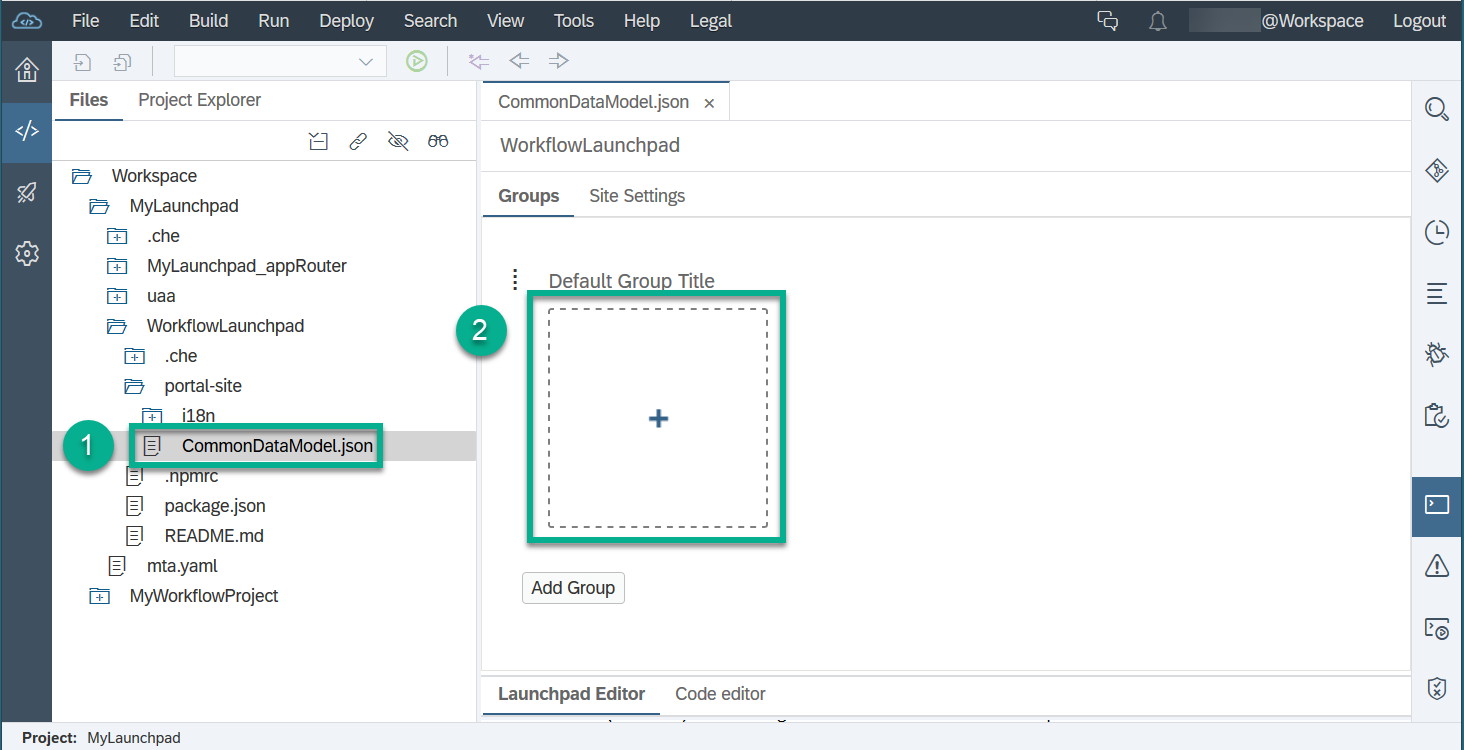 File Edit Build Run Deploy Search View Tools Help Legal @Workspace Logout
Files Project Explorer
CommonDataModel.json ×
WorkflowLaunchpad
Groups Site Settings
Workspace
MyLaunchpad
.che
MyLaunchpad_appRouter
uaa
WorkflowLaunchpad
.che
portal-site
i18n
1
CommonDataModel.json
.npmrc
package.json
README.md
mta.yaml
MyWorkflowProject
Default Group Title
2
+
Add Group
Launchpad Editor Code editor
Project: MyLaunchpad